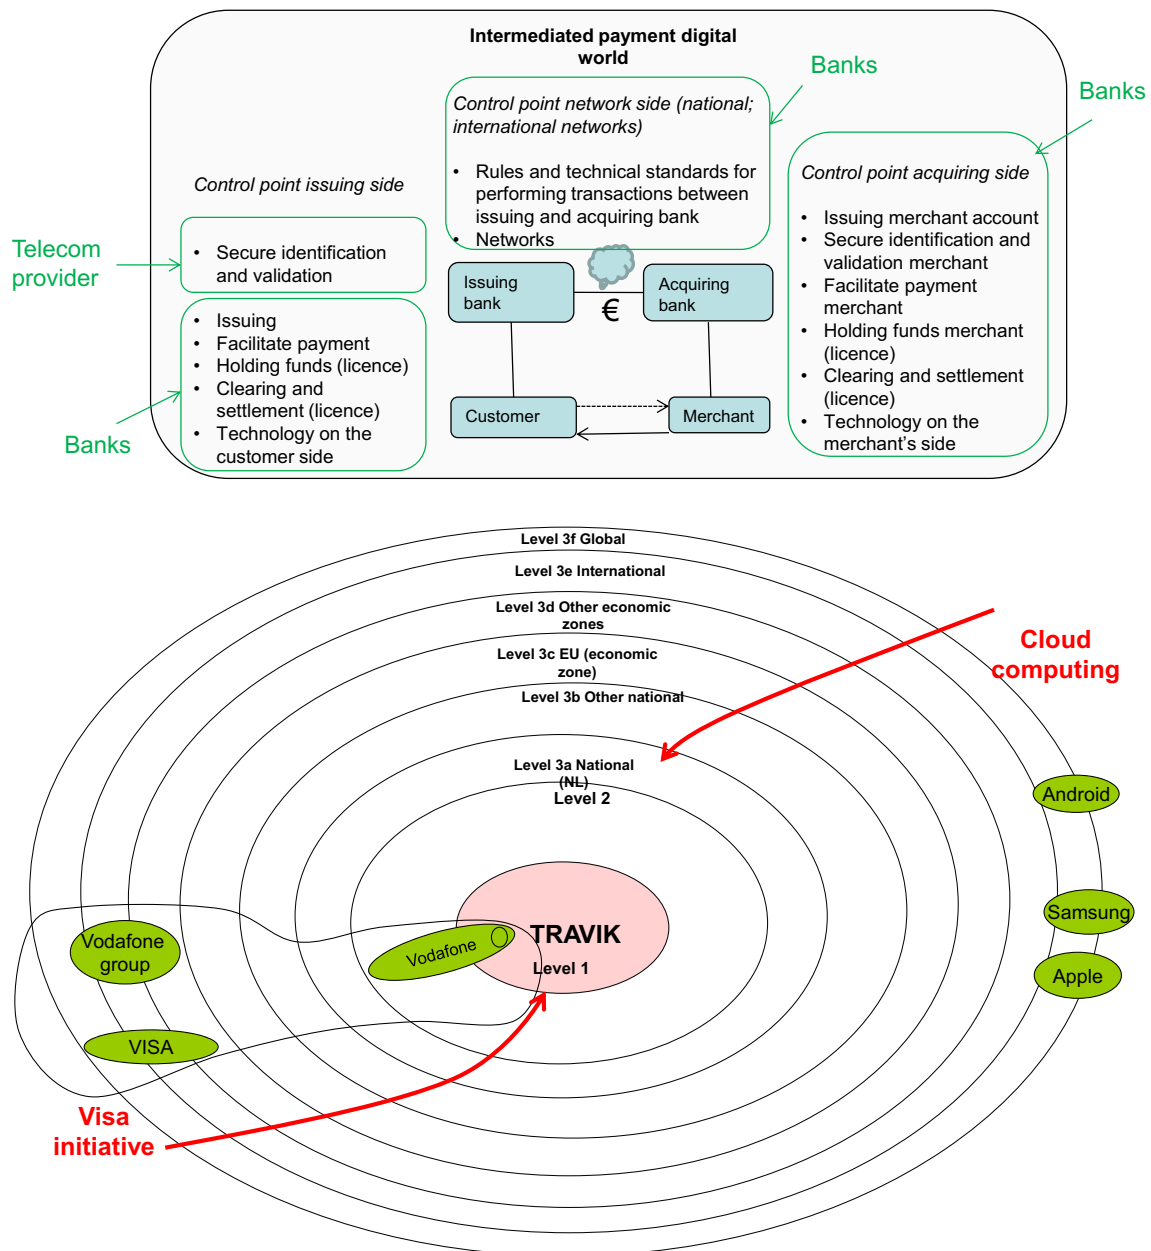 Intermediated payment digital
world
Banks
Banks
Control point network side (national;
international networks)
• Rules and technical standards for
performing transactions between
issuing and acquiring bank
• Networks
Control point issuing side
Telecom
provider
• Secure identification
and validation
• Issuing
• Facilitate payment
• Holding funds (licence)
• Clearing and
settlement (licence)
• Technology on the
customer side
Banks
Issuing
bank
€
Acquiring
bank
Customer
Merchant
Control point acquiring side
• Issuing merchant account
• Secure identification and
validation merchant
• Facilitate payment
merchant
• Holding funds merchant
(licence)
• Clearing and settlement
(licence)
• Technology on the
merchant's side
Level 3f Global
Level 3e International
Level 3d Other economic
zones
Level 3c EU (economic
zone)
Level 3b Other national
Level 3a National
(NL)
Level 2
Cloud
computing
Android
Samsung
Apple
Vodafone
group
Vodafone
TRAVIK
Level 1
VISA
Visa
initiative